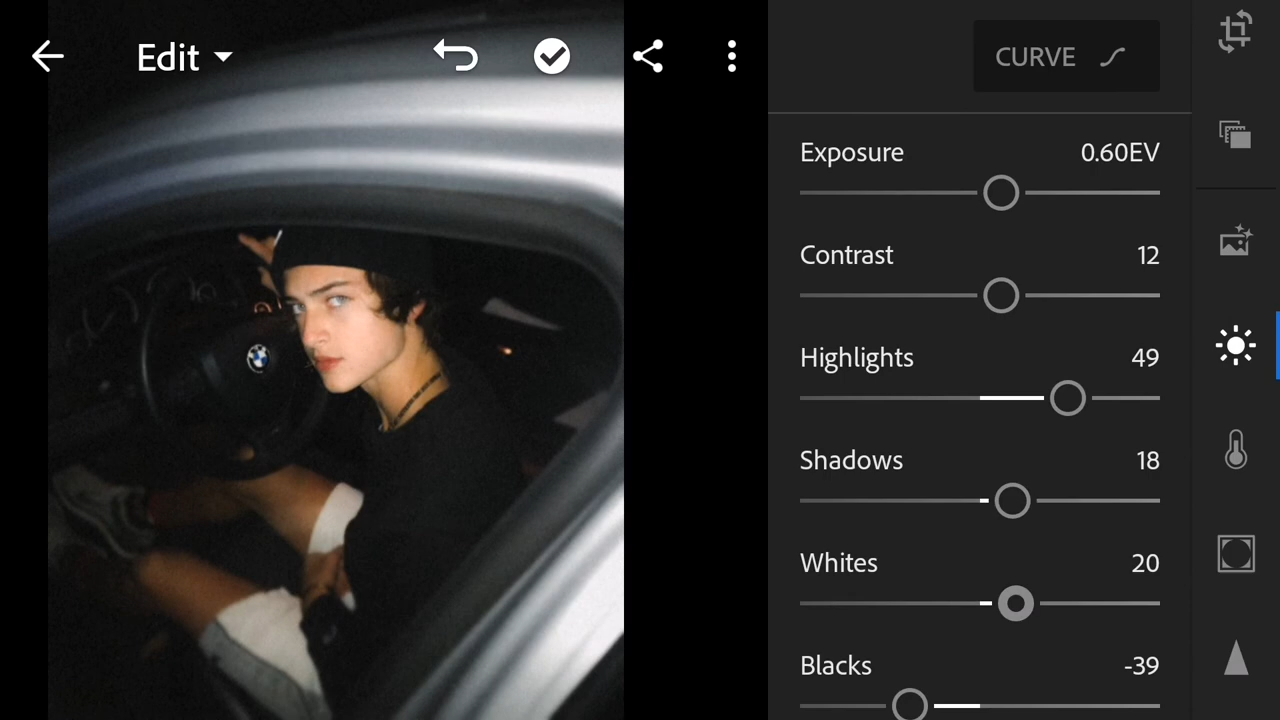 Edit
CURVE
Exposure 0.60EV
Contrast 12
Highlights 49
Shadows 18
Whites 20
Blacks -39